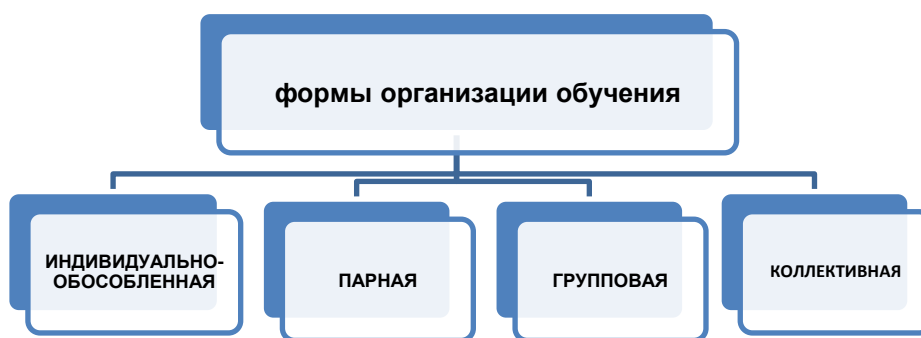 формы организации обучения
ИНДИВИДУАЛЬНО-
ОБОСОБЛЕННАЯ
ПАРНАЯ
ГРУППОВАЯ
КОЛЛЕКТИВНАЯ